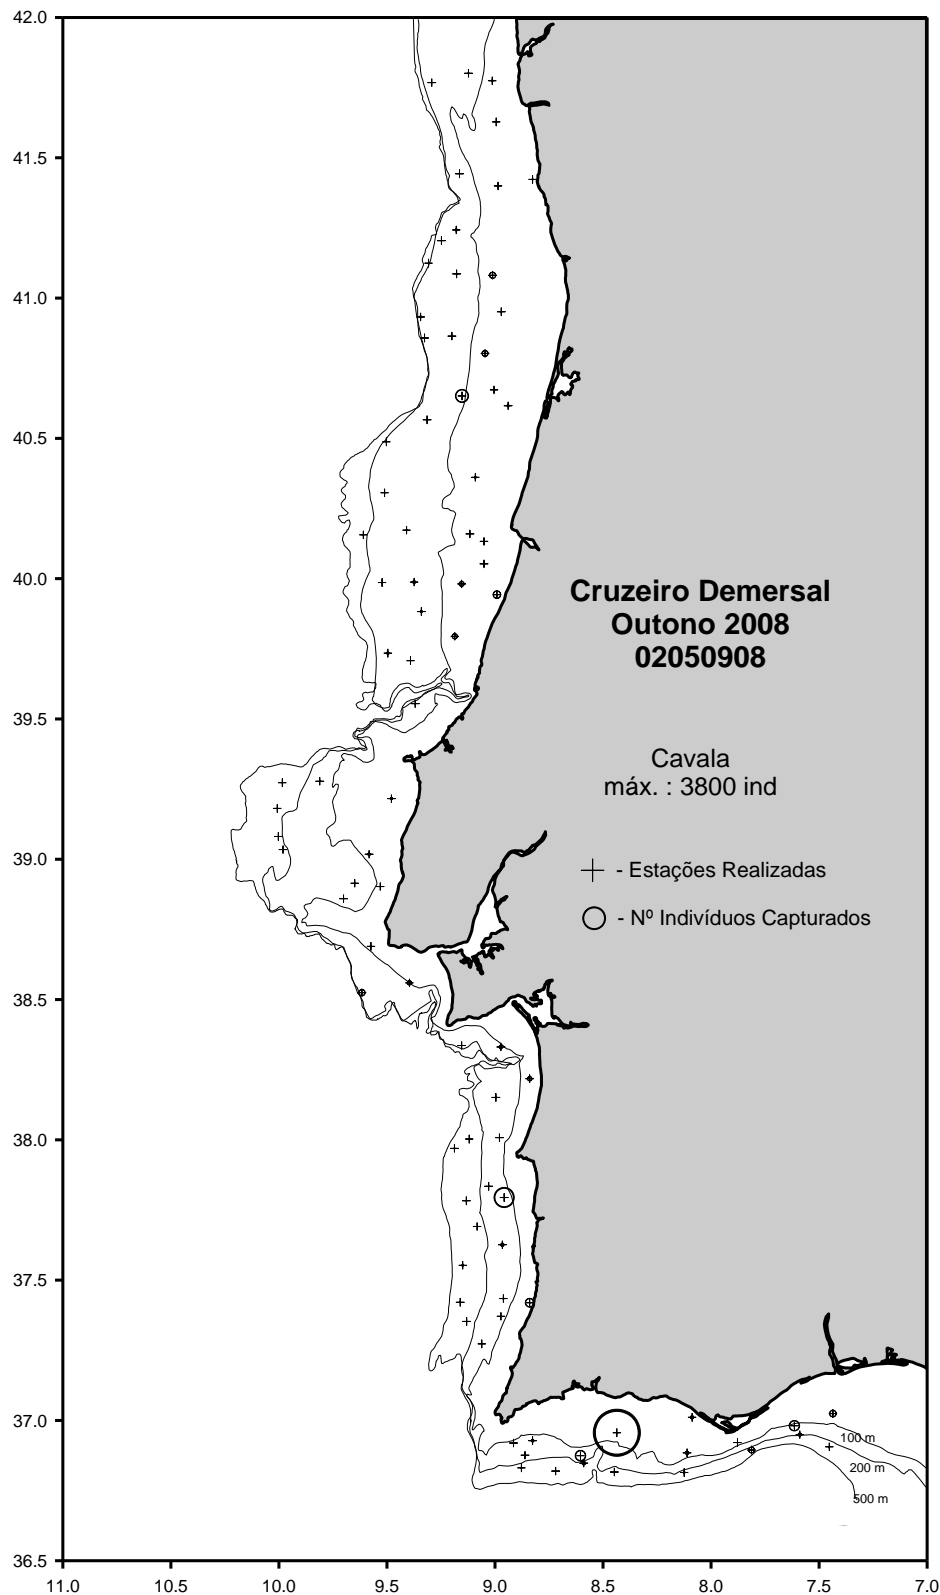 42.0
41.5
41.0
40.5
40.0
39.5
39.0
38.5
38.0
37.5
37.0
36.5
Cruzeiro Demersal
Outono 2008
02050908
Cavala
máx. : 3800 ind
- Estações Realizadas
- Nº Indivíduos Capturados
100 m
200 m
500 m
11.0 10.5 10.0 9.5 9.0 8.5 8.0 7.5 7.0